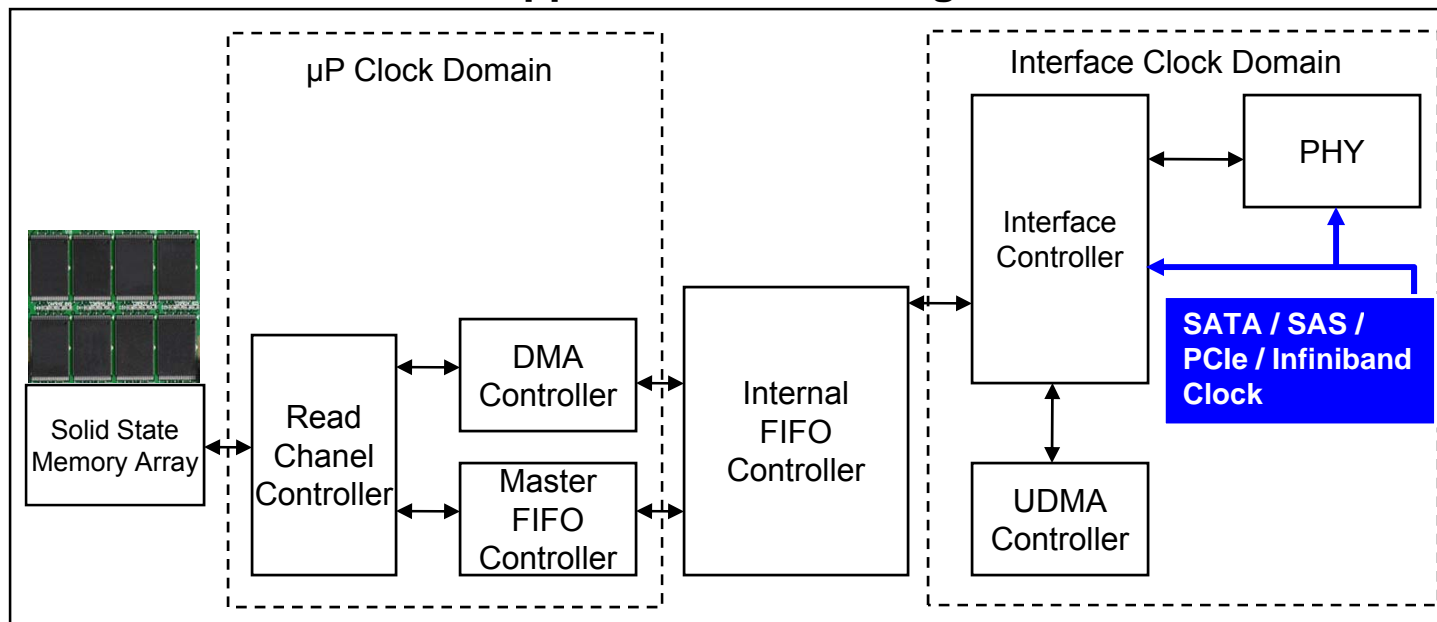 µP Clock Domain
Interface Clock Domain
PHY
Interface
Controller
SATA / SAS /
PCIe / Infiniband
Clock
DMA
Controller
Internal
FIFO
Controller
Read
Chanel
Controller
Solid State
Memory Array
Master
FIFO
Controller
UDMA
Controller